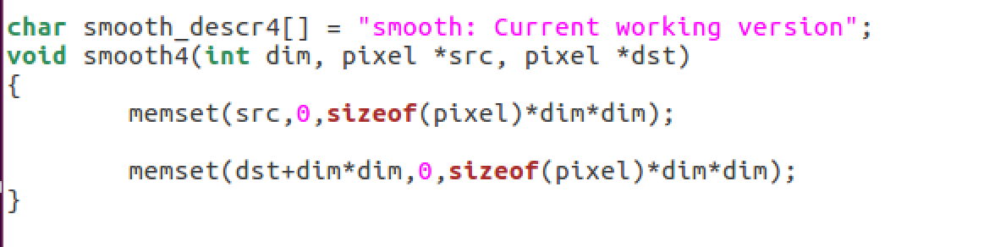 char smooth_descr4[] = "smooth: Current working version";
void smooth4(int dim, pixel *src, pixel *dst)
{
        memset(src,0,sizeof(pixel)*dim*dim);
        memset(dst+dim*dim,0,sizeof(pixel)*dim*dim);
}